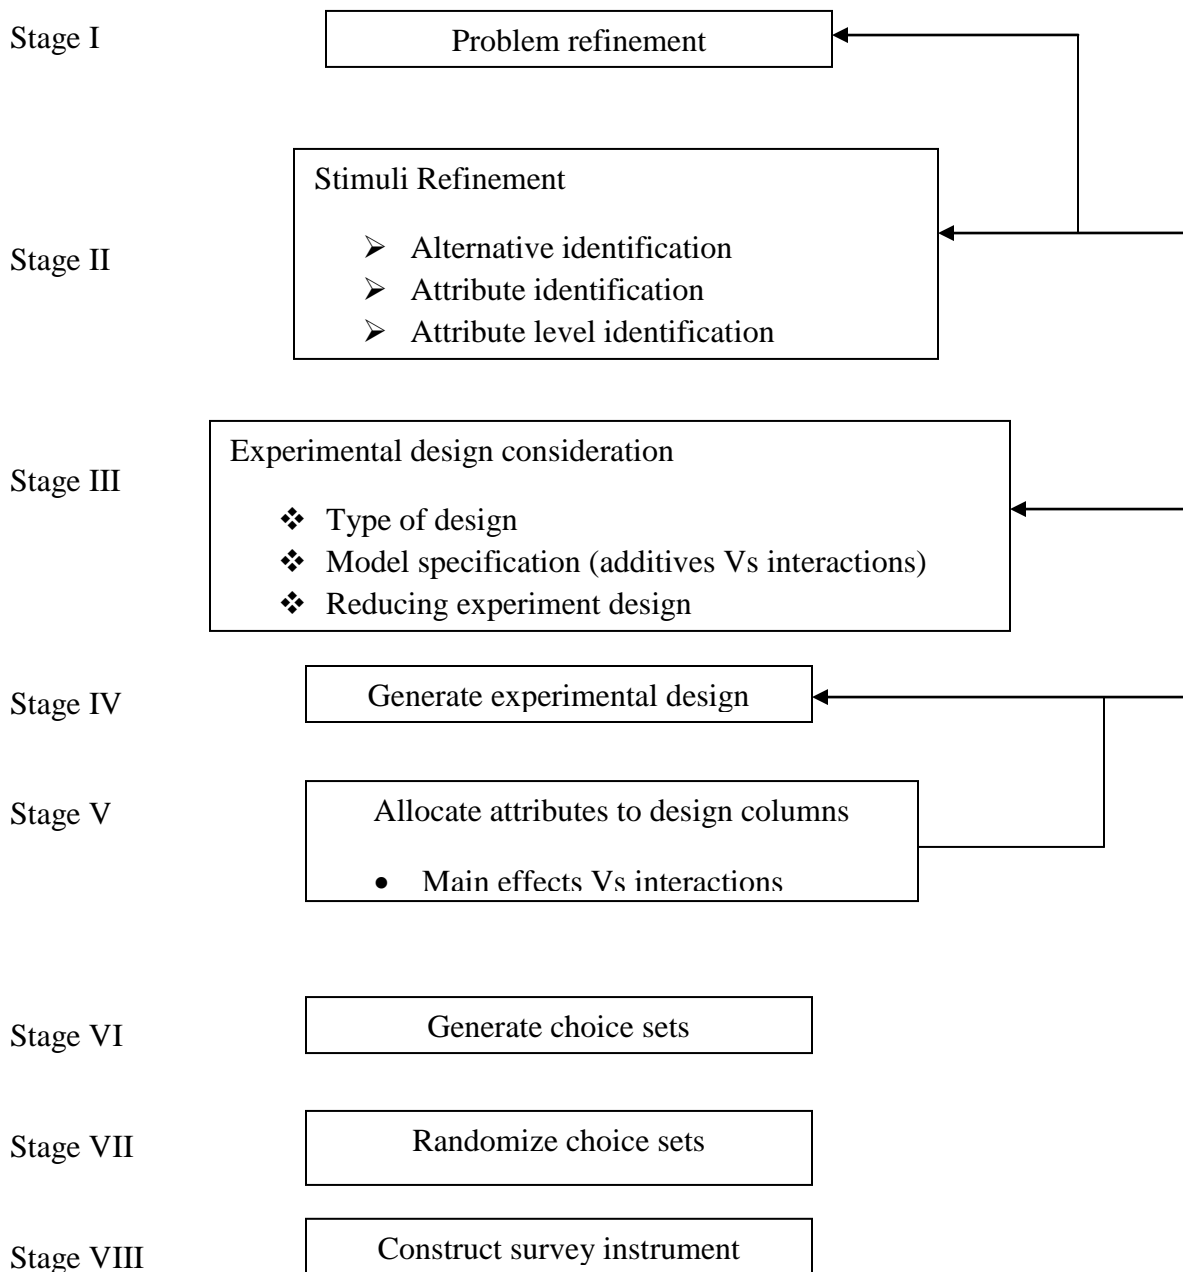 Stage I
Problem refinement
Stage II
Stimuli Refinement
➢ Alternative identification
➢ Attribute identification
➢ Attribute level identification
Stage III
Experimental design consideration
❖ Type of design
❖ Model specification (additives Vs interactions)
❖ Reducing experiment design
Stage IV
Generate experimental design
Stage V
Allocate attributes to design columns
• Main effects Vs interactions
Stage VI
Generate choice sets
Stage VII
Randomize choice sets
Stage VIII
Construct survey instrument